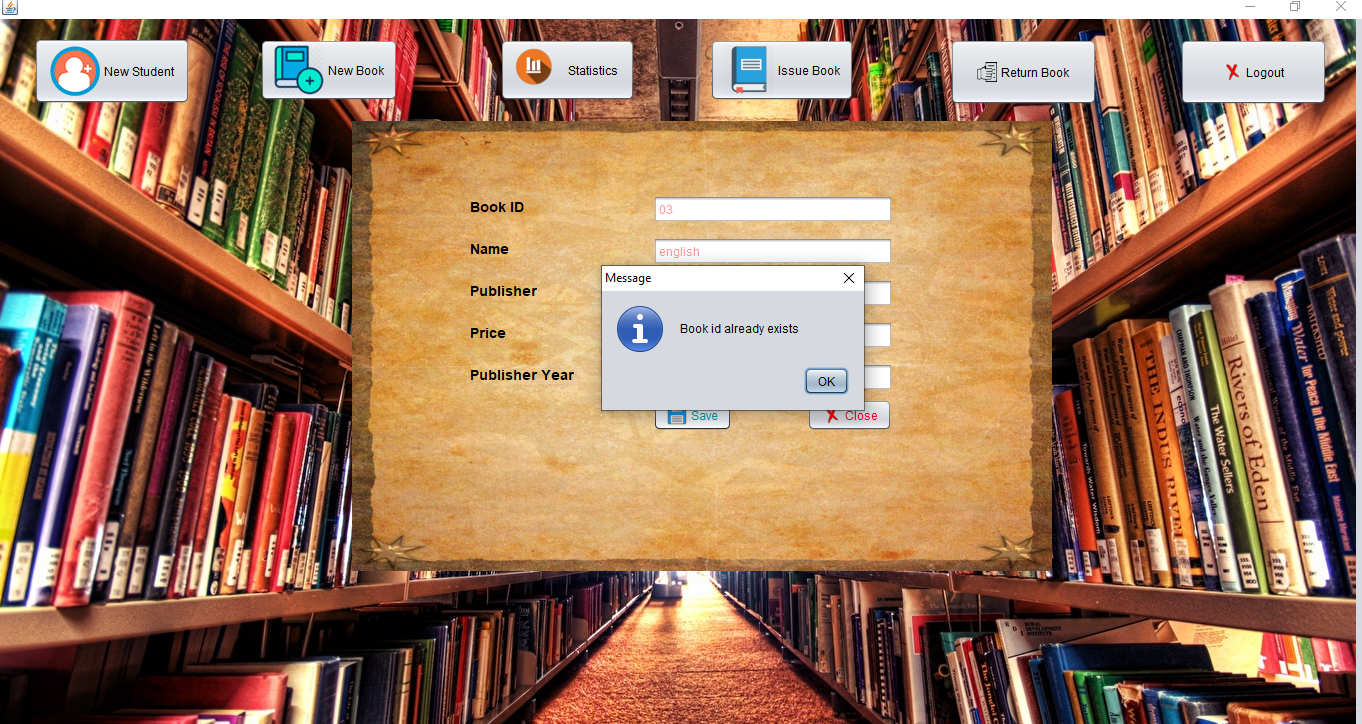 New Student
New Book
Statistics
Issue Book
Return Book
Logout
Book ID
03
Name
english
Message
Publisher
Book id already exists
Price
Publisher Year
OK
Save
Close
THE INDUS RIVER
The Water Sellers
Rivers of Eden
Managing Water for Peace in the Middle East